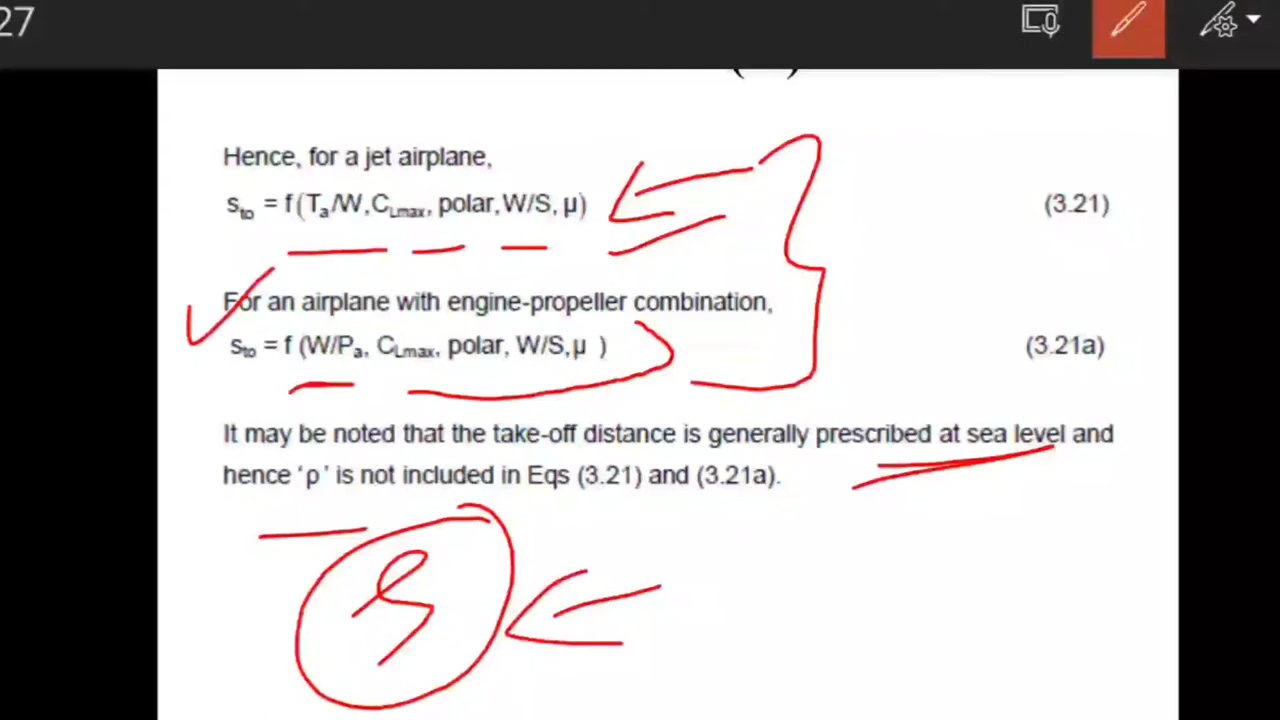 27
Hence, for a jet airplane,
sto = f(Ta/W,CLmax, polar,W/S, μ) (3.21)
For an airplane with engine-propeller combination,
sto = f (W/Pa, CLmax, polar, W/S,μ ) (3.21a)
It may be noted that the take-off distance is generally prescribed at sea level and
hence ‘ρ’ is not included in Eqs (3.21) and (3.21a).